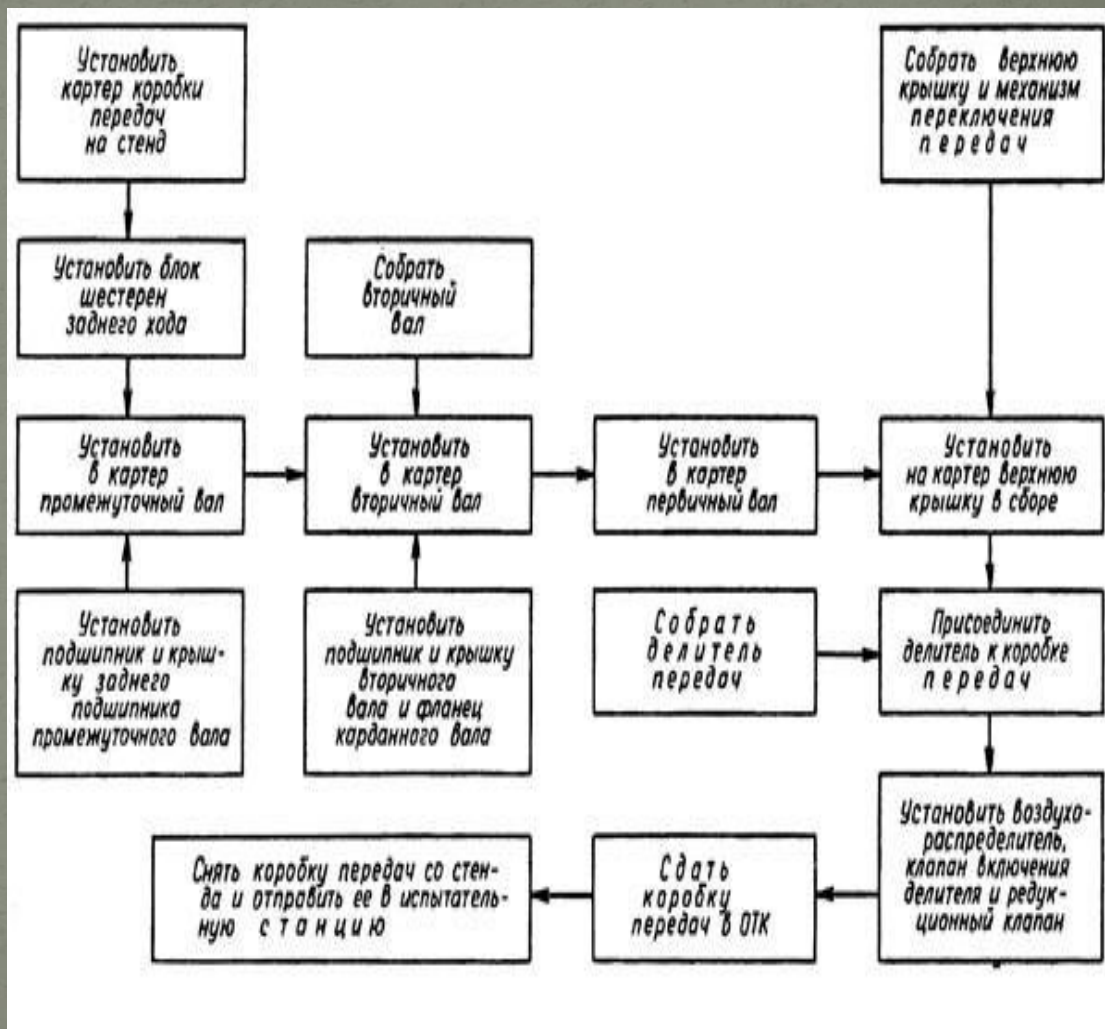 Установить
картер коробки
передач
на стенд
Собрать верхнюю
крышку и механизм
переключения
передач
Установить блок
шестерен
заднего хода
Собрать
вторичный
вал
Установить
в картер
промежуточный вал
Установить
в картер
вторичный вал
Установить
в картер
первичный вал
Установить
на картер верхнюю
крышку в сборе
Установить
подшипник и крыш-
ку заднего
подшипника
промежуточного вала
Установить
подшипник и крышку
вторичного
вала и фланец
карданного вала
Собрать
делитель
передач
Присоединить
делитель к коробке
передач
Установить воздухо-
распределитель,
клапан включения
делителя и редук-
ционный клапан
Сдать
коробку
передач в ОТК
Снять коробку передач со стен-
да и отправить ее в испытатель-
ную станцию